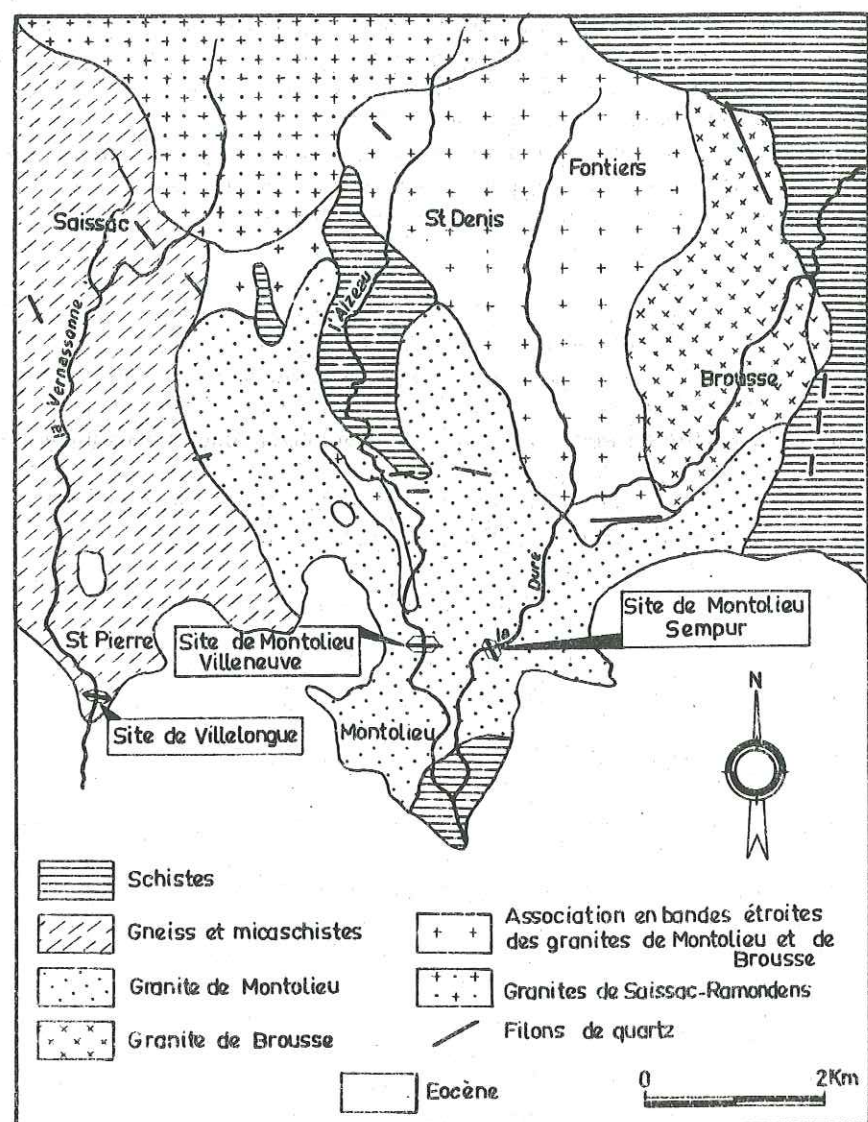 Fontiers
St Denis
Saissac
l'Alzeau
la Vernassonne
Brousse
Dure
la
Site de Montolieu
Sempur
St Pierre
Site de Montolieu
Villeneuve
Montolieu
Site de Villelongue
N
Schistes
Gneiss et micaschistes
Granite de Montolieu
Granite de Brousse
Association en bandes étroites
des granites de Montolieu et de
Brousse
Granites de Saissac-Ramondens
Filons de quartz
Eocène
0 2Km